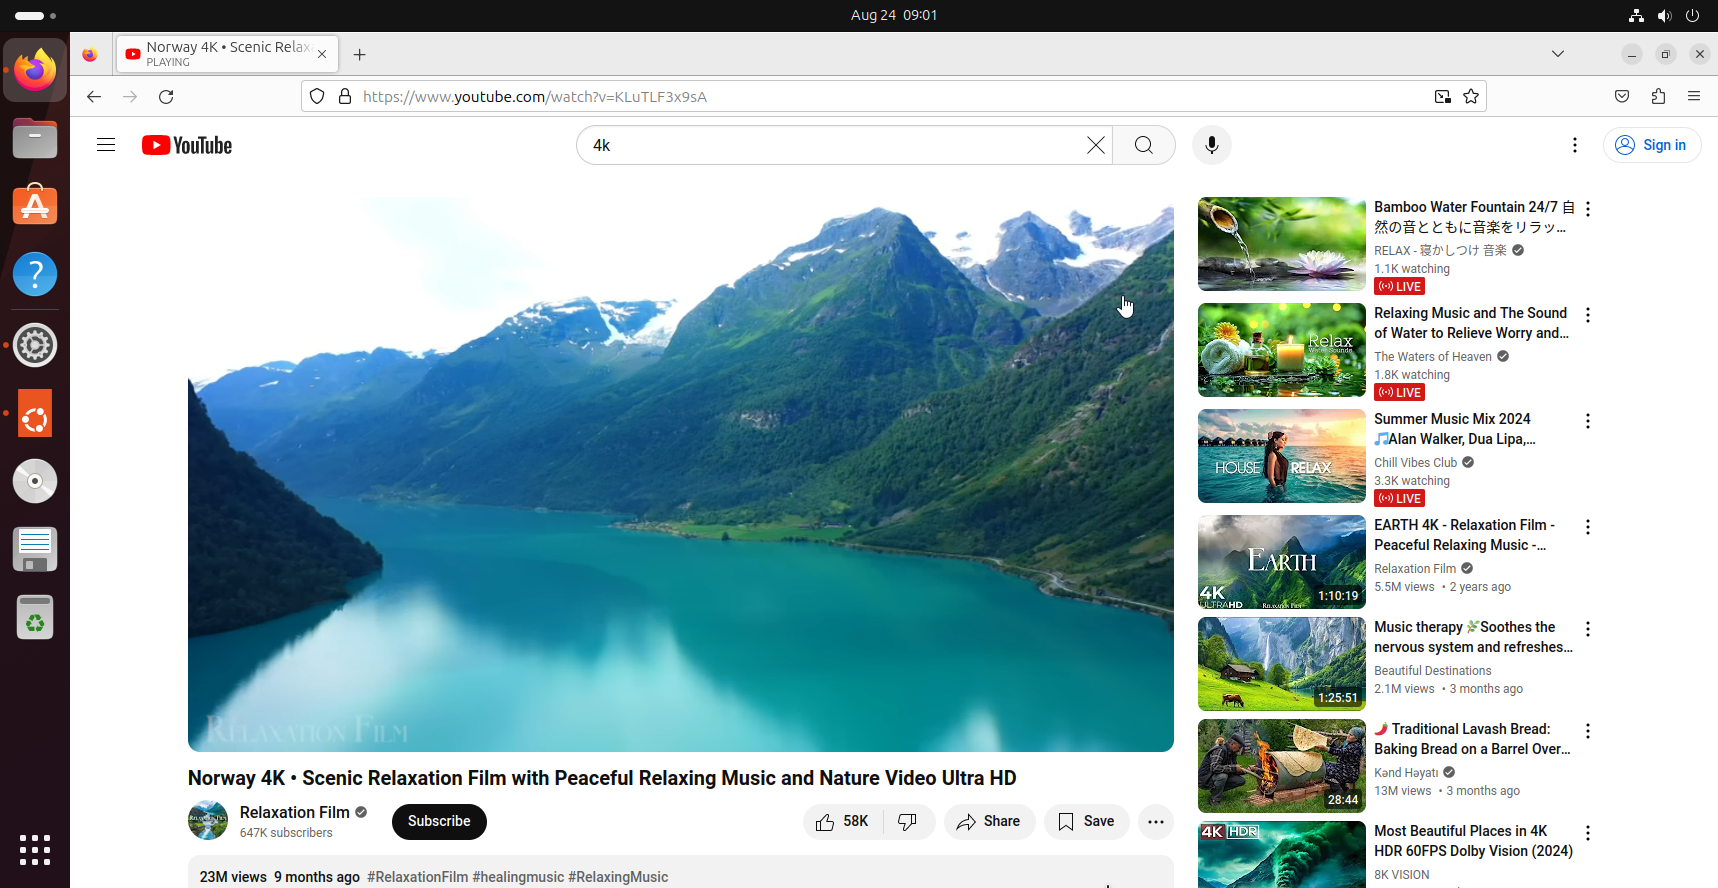 Aug 24 09:01
Norway 4K • Scenic Relax
PLAYING
https://www.youtube.com/watch?v=KLuTLF3x9sA
YouTube
4k
Sign in
RELAXATION FILM
Norway 4K • Scenic Relaxation Film with Peaceful Relaxing Music and Nature Video Ultra HD
Relaxation Film
647K subscribers
Subscribe
58K
Share
Save
23M views 9 months ago #RelaxationFilm #healingmusic #RelaxingMusic
Bamboo Water Fountain 24/7 自
然の音とともに音楽をリラッ...
RELAX - 寝かしつけ 音楽
1.1K watching
LIVE
Relax
Water Sounds
Relaxing Music and The Sound
of Water to Relieve Worry and...
The Waters of Heaven
1.8K watching
LIVE
HOUSE RELAX
Summer Music Mix 2024
🎵Alan Walker, Dua Lipa,...
Chill Vibes Club
3.3K watching
LIVE
EARTH
4K
ULTRAHD
RELAXATION FILM
1:10:19
EARTH 4K - Relaxation Film -
Peaceful Relaxing Music -...
Relaxation Film
5.5M views • 2 years ago
1:25:51
Music therapy 🌿Soothes the
nervous system and refreshes...
Beautiful Destinations
2.1M views • 3 months ago
28:44
🌶️ Traditional Lavash Bread:
Baking Bread on a Barrel Over...
Kənd Həyatı
13M views • 3 months ago
4K HDR
Most Beautiful Places in 4K
HDR 60FPS Dolby Vision (2024)
8K VISION